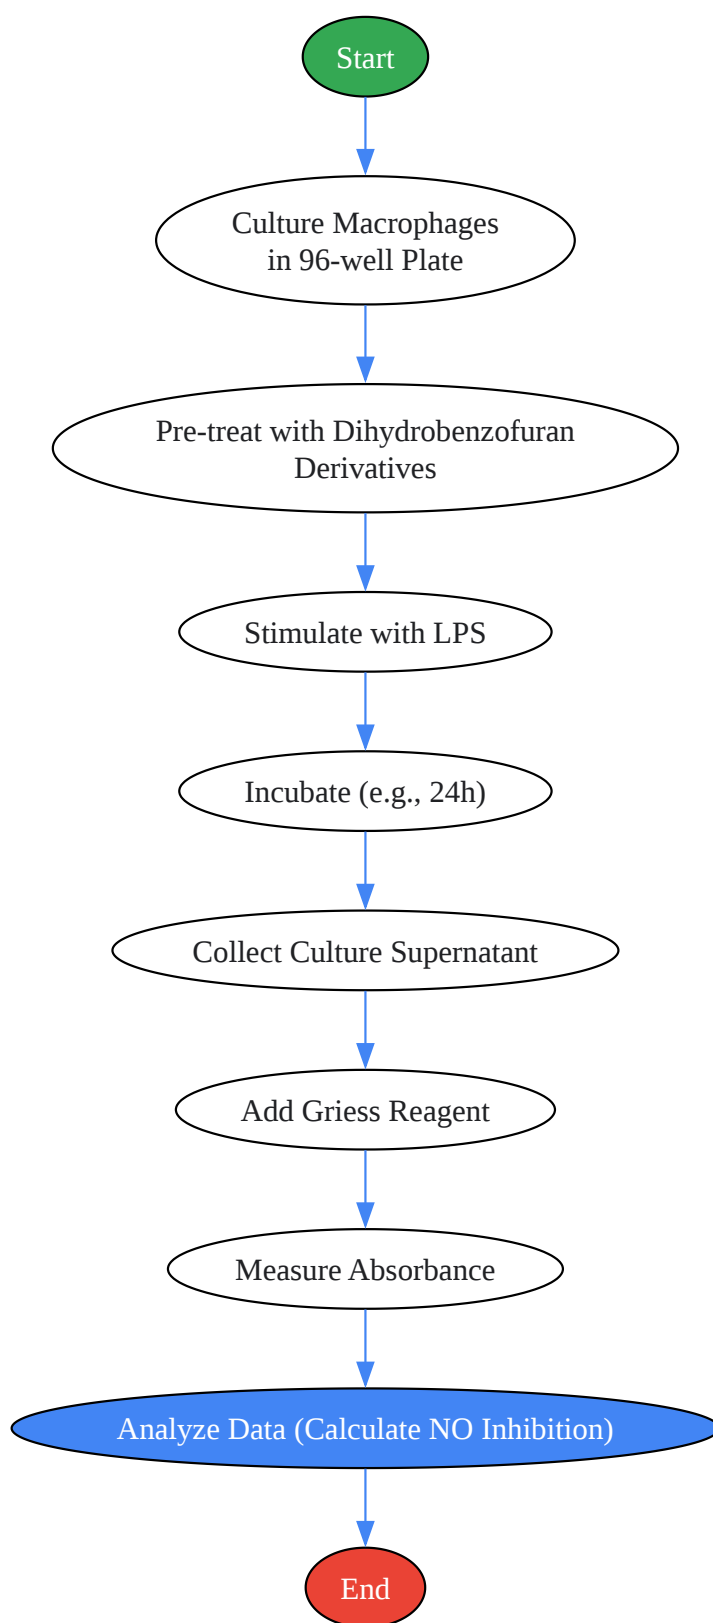 Start
Culture Macrophages
in 96-well Plate
Pre-treat with Dihydrobenzofuran
Derivatives
Stimulate with LPS
Incubate (e.g., 24h)
Collect Culture Supernatant
Add Griess Reagent
Measure Absorbance
Analyze Data (Calculate NO Inhibition)
End